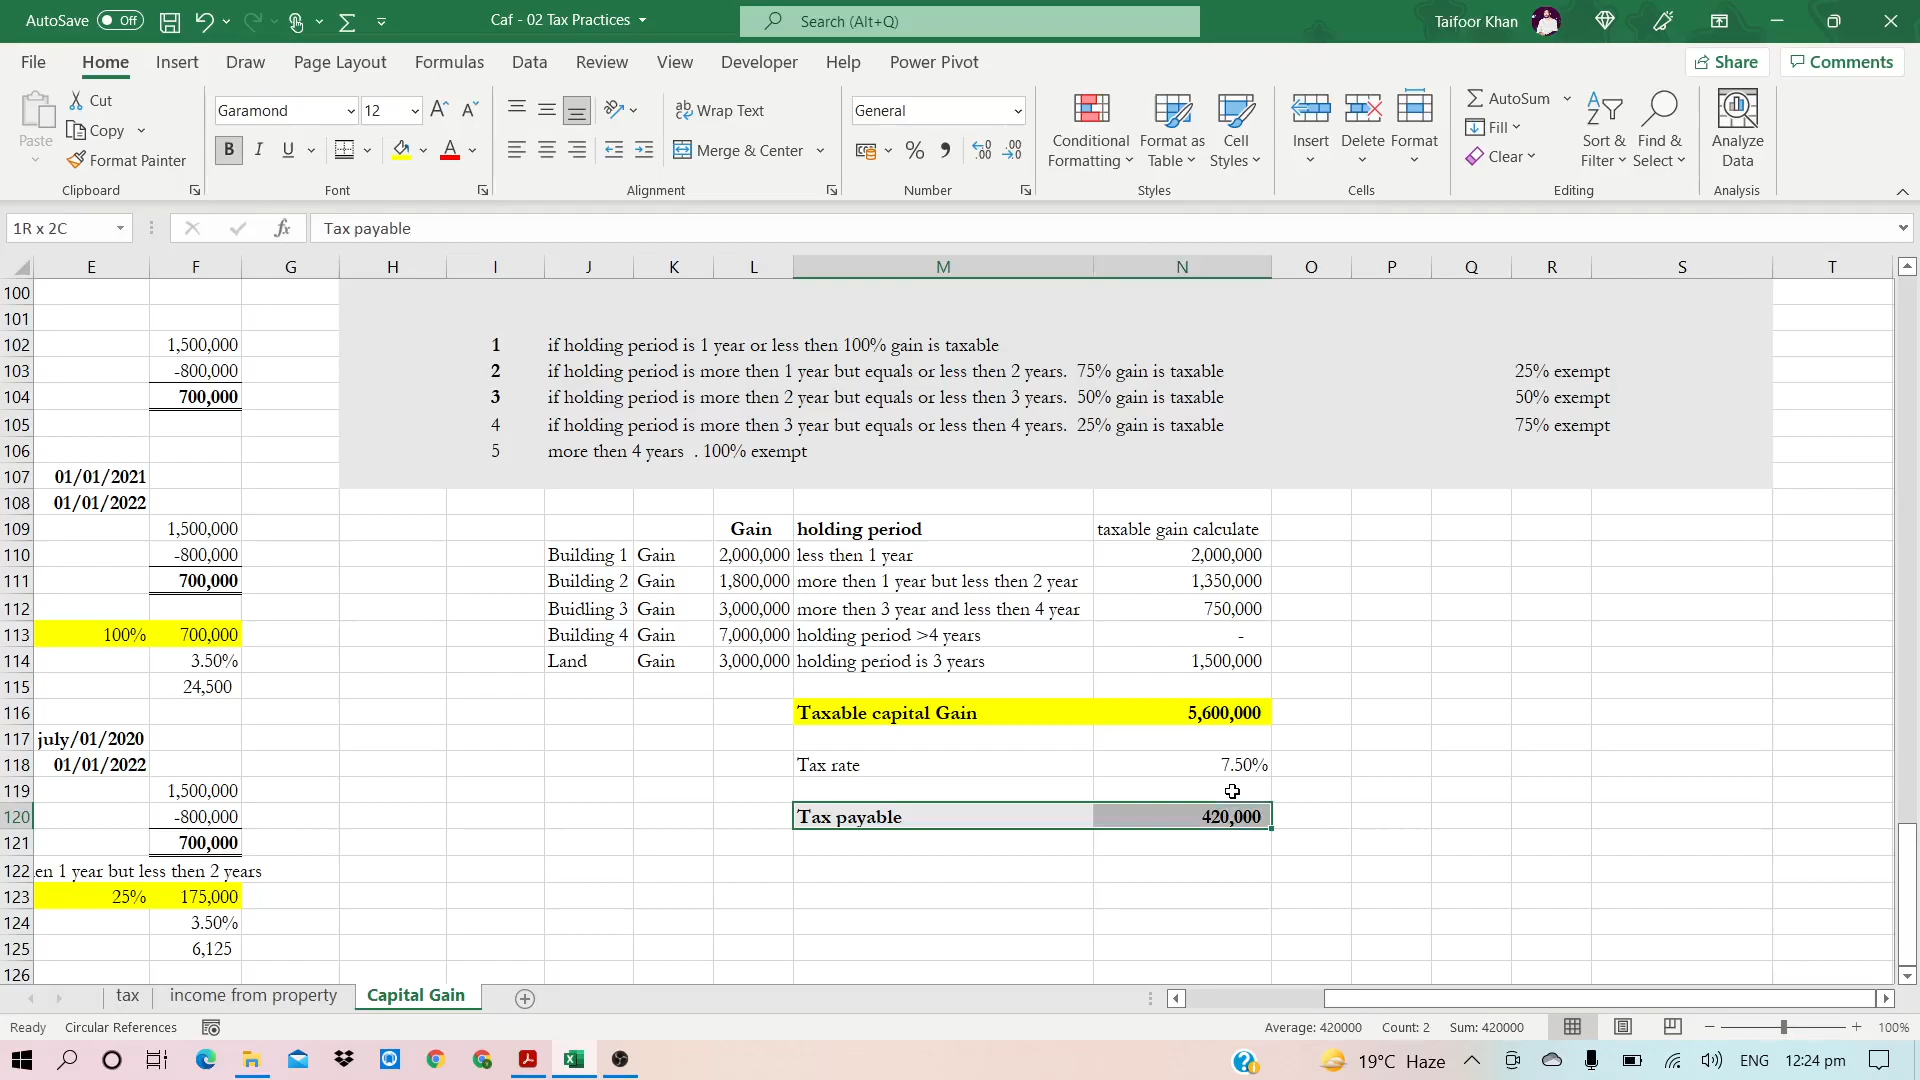 AutoSave Off Caf - 02 Tax Practices Search (Alt+Q) Taifoor Khan
File Home Insert Draw Page Layout Formulas Data Review View Developer Help Power Pivot Share Comments
Paste Cut Copy Format Painter Clipboard
Garamond 12 B I U A A A Font
Wrap Text Merge & Center Alignment
General % Number
Conditional Formatting Format as Table Cell Styles Styles
Insert Delete Format Cells
AutoSum Fill Clear Sort & Filter Find & Select Editing
Analyze Data Analysis
1R x 2C fx Tax payable
E F G H I J K L M N O P Q R S T
100
101
102 1,500,000 1 if holding period is 1 year or less then 100% gain is taxable
103 -800,000 2 if holding period is more then 1 year but equals or less then 2 years. 75% gain is taxable 25% exempt
104 700,000 3 if holding period is more then 2 year but equals or less then 3 years. 50% gain is taxable 50% exempt
105 4 if holding period is more then 3 year but equals or less then 4 years. 25% gain is taxable 75% exempt
106 5 more then 4 years . 100% exempt
107 01/01/2021
108 01/01/2022
109 1,500,000 Gain holding period taxable gain calculate
110 -800,000 Building 1 Gain 2,000,000 less then 1 year 2,000,000
111 700,000 Building 2 Gain 1,800,000 more then 1 year but less then 2 year 1,350,000
112 Buidling 3 Gain 3,000,000 more then 3 year and less then 4 year 750,000
113 100% 700,000 Building 4 Gain 7,000,000 holding period >4 years -
114 3.50% Land Gain 3,000,000 holding period is 3 years 1,500,000
115 24,500
116 Taxable capital Gain 5,600,000
117 july/01/2020
118 01/01/2022 Tax rate 7.50%
119 1,500,000
120 -800,000 Tax payable 420,000
121 700,000
122 en 1 year but less then 2 years
123 25% 175,000
124 3.50%
125 6,125
126
tax income from property Capital Gain
Ready Circular References Average: 420000 Count: 2 Sum: 420000 100%
19°C Haze ENG 12:24 pm